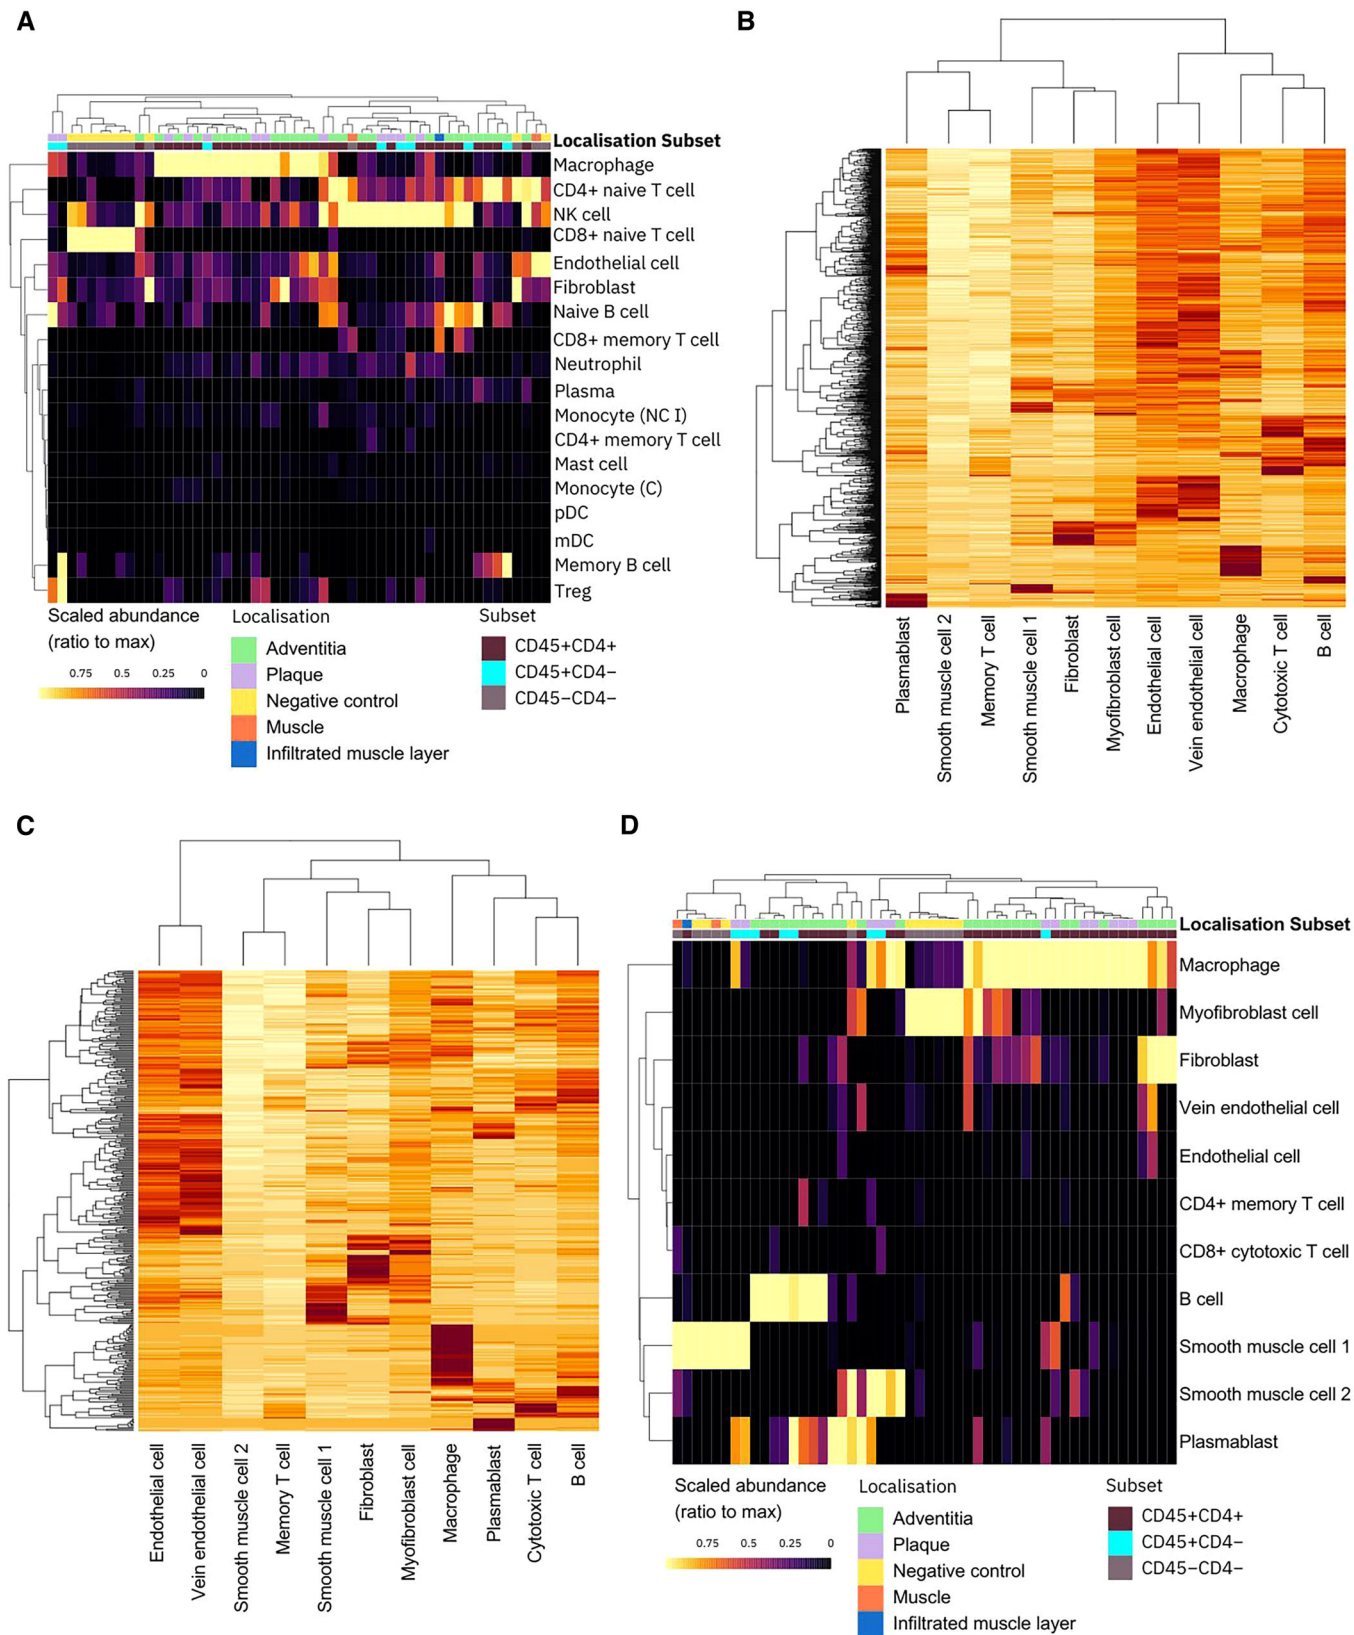 A
Localisation Subset
Macrophage
CD4+ naive T cell
NK cell
CD8+ naive T cell
Endothelial cell
Fibroblast
Naive B cell
CD8+ memory T cell
Neutrophil
Plasma
Monocyte (NC I)
CD4+ memory T cell
Mast cell
Monocyte (C)
pDC
mDC
Memory B cell
Treg
Scaled abundance
(ratio to max)
0.75 0.5 0.25 0
Localisation
Adventitia
Plaque
Negative control
Muscle
Infiltrated muscle layer
Subset
CD45+CD4+
CD45+CD4−
CD45−CD4−
B
Plasmablast
Smooth muscle cell 2
Memory T cell
Smooth muscle cell 1
Fibroblast
Myofibroblast cell
Endothelial cell
Vein endothelial cell
Macrophage
Cytotoxic T cell
B cell
C
Endothelial cell
Vein endothelial cell
Smooth muscle cell 2
Memory T cell
Smooth muscle cell 1
Fibroblast
Myofibroblast cell
Macrophage
Plasmablast
Cytotoxic T cell
B cell
D
Localisation Subset
Macrophage
Myofibroblast cell
Fibroblast
Vein endothelial cell
Endothelial cell
CD4+ memory T cell
CD8+ cytotoxic T cell
B cell
Smooth muscle cell 1
Smooth muscle cell 2
Plasmablast
Scaled abundance
(ratio to max)
0.75 0.5 0.25 0
Localisation
Adventitia
Plaque
Negative control
Muscle
Infiltrated muscle layer
Subset
CD45+CD4+
CD45+CD4−
CD45−CD4−